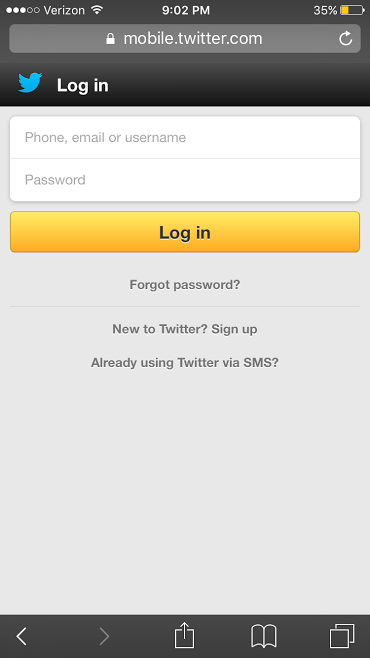 Verizon 9:02 PM 35%
mobile.twitter.com
Log in
Phone, email or username
Password
Log in
Forgot password?
New to Twitter? Sign up
Already using Twitter via SMS?